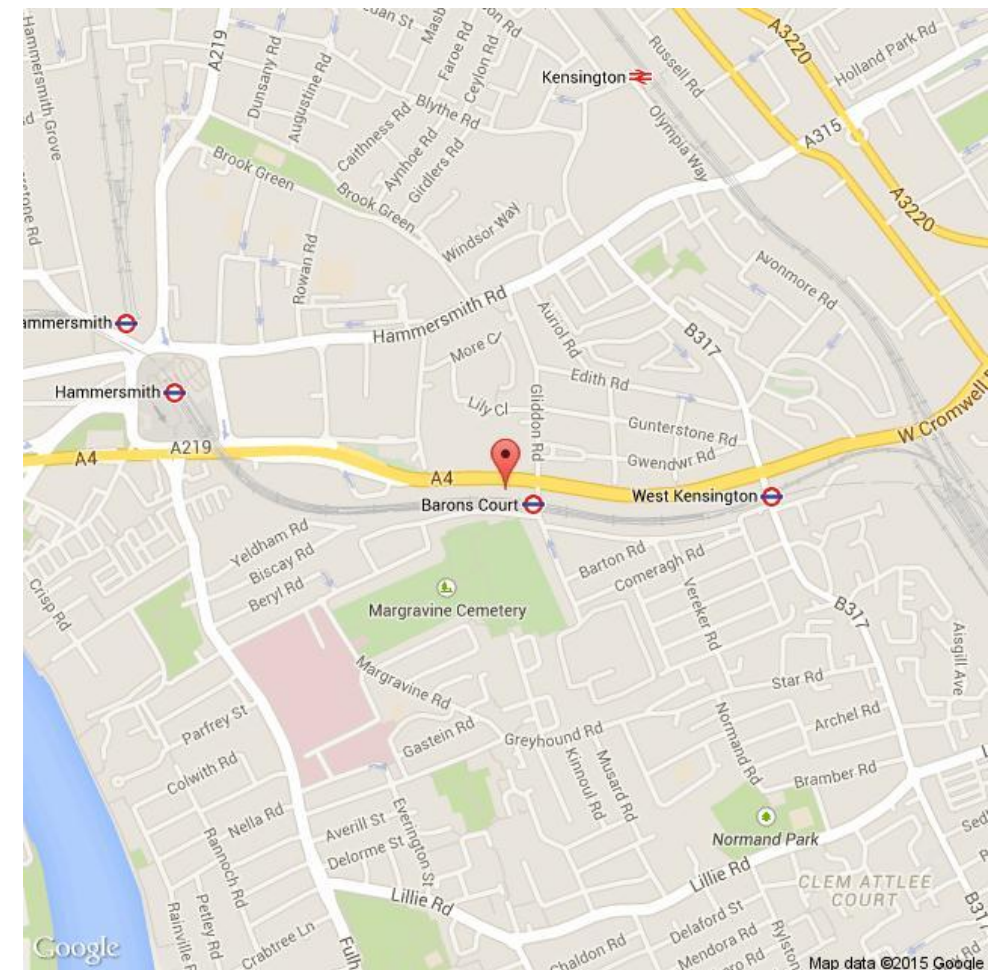 Hammersmith Grove
A219
Dunsany Rd
Augustine Rd
Faroe Rd
Ceylon Rd
Blythe Rd
Caithness Rd
Aynhoe Rd
Girdlers Rd
Kensington
Russell Rd
Olympia Way
A3220
Holland Park Rd
A315
A3220
Brook Green
Brook Green
Windsor Way
Rowan Rd
Avonmore Rd
ammersmith
Hammersmith Rd
Auriol Rd
B317
More Cl
Edith Rd
Hammersmith
Lily Cl
Gliddon Rd
Gunterstone Rd
W Cromwell
A4
A219
Gwendwr Rd
A4
Barons Court
West Kensington
Yeldham Rd
Biscay Rd
Beryl Rd
Barton Rd
Comeragh Rd
Crisp Rd
Margravine Cemetery
Vereker Rd
B317
Aisgill Ave
Margravine Rd
Star Rd
Parfrey St
Gastein Rd
Greyhound Rd
Normand Rd
Archel Rd
Colwith Rd
Kinnoul Rd
Musard Rd
Bramber Rd
Nella Rd
Averill St
Everington St
Normand Park
Rannoch Rd
Delorme St
Lillie Rd
Lillie Rd
CLEM ATTLEE
COURT
B317
Petley Rd
Rainville
Crabtree Ln
Fulh
Delaford St
Mendora Rd
Rylst
Chaldon Rd
Google
Map data ©2015 Google